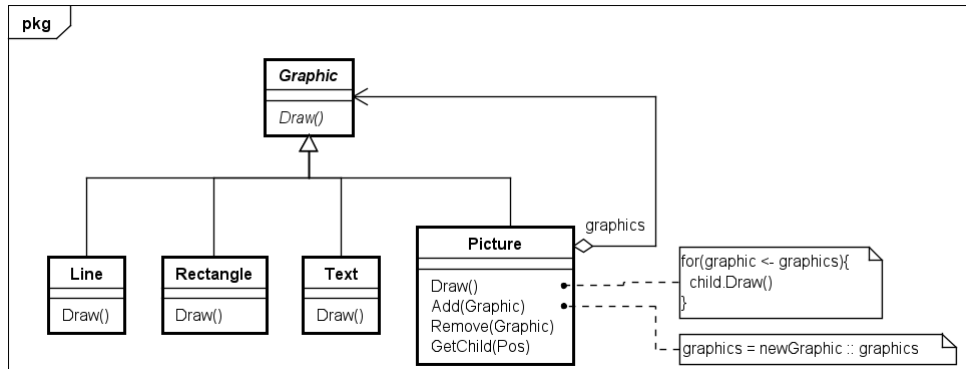 pkg
Graphic
Draw()
graphics
Line
Draw()
Rectangle
Draw()
Text
Draw()
Picture
Draw()
Add(Graphic)
Remove(Graphic)
GetChild(Pos)
for(graphic <- graphics){
child.Draw()
}
graphics = newGraphic :: graphics